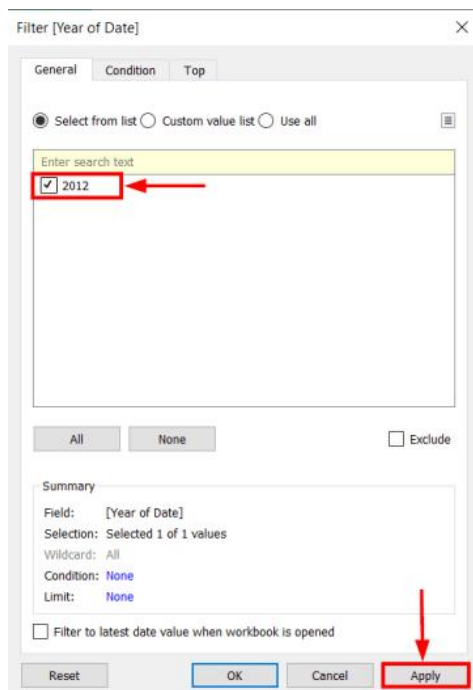 Filter [Year of Date]
General Condition Top
Select from list Custom value list Use all
Enter search text
2012
All None Exclude
Summary
Field: [Year of Date]
Selection: Selected 1 of 1 values
Wildcard: All
Condition: None
Limit: None
Filter to latest date value when workbook is opened
Reset OK Cancel Apply